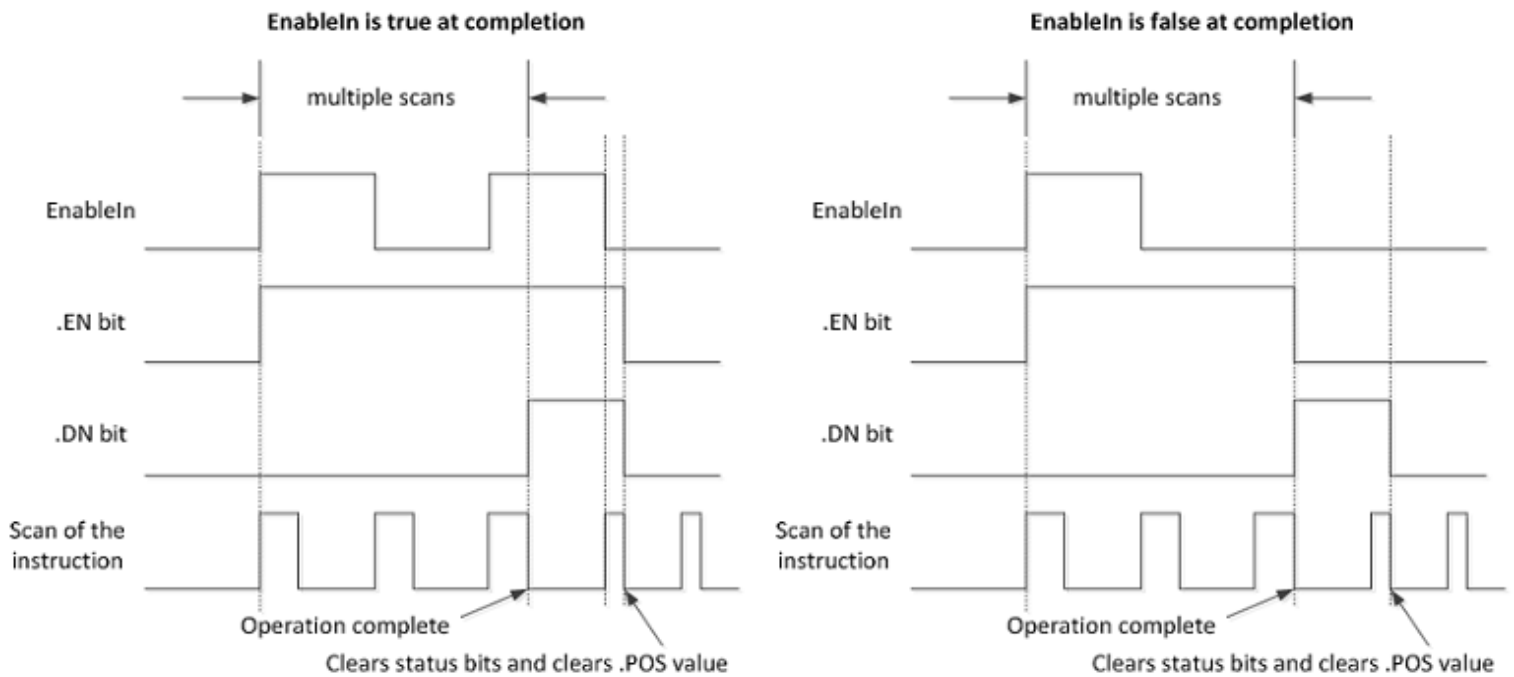 EnableIn is true at completion
multiple scans
EnableIn
.EN bit
.DN bit
Scan of the
instruction
Operation complete
Clears status bits and clears .POS value
EnableIn is false at completion
multiple scans
EnableIn
.EN bit
.DN bit
Scan of the
instruction
Operation complete
Clears status bits and clears .POS value